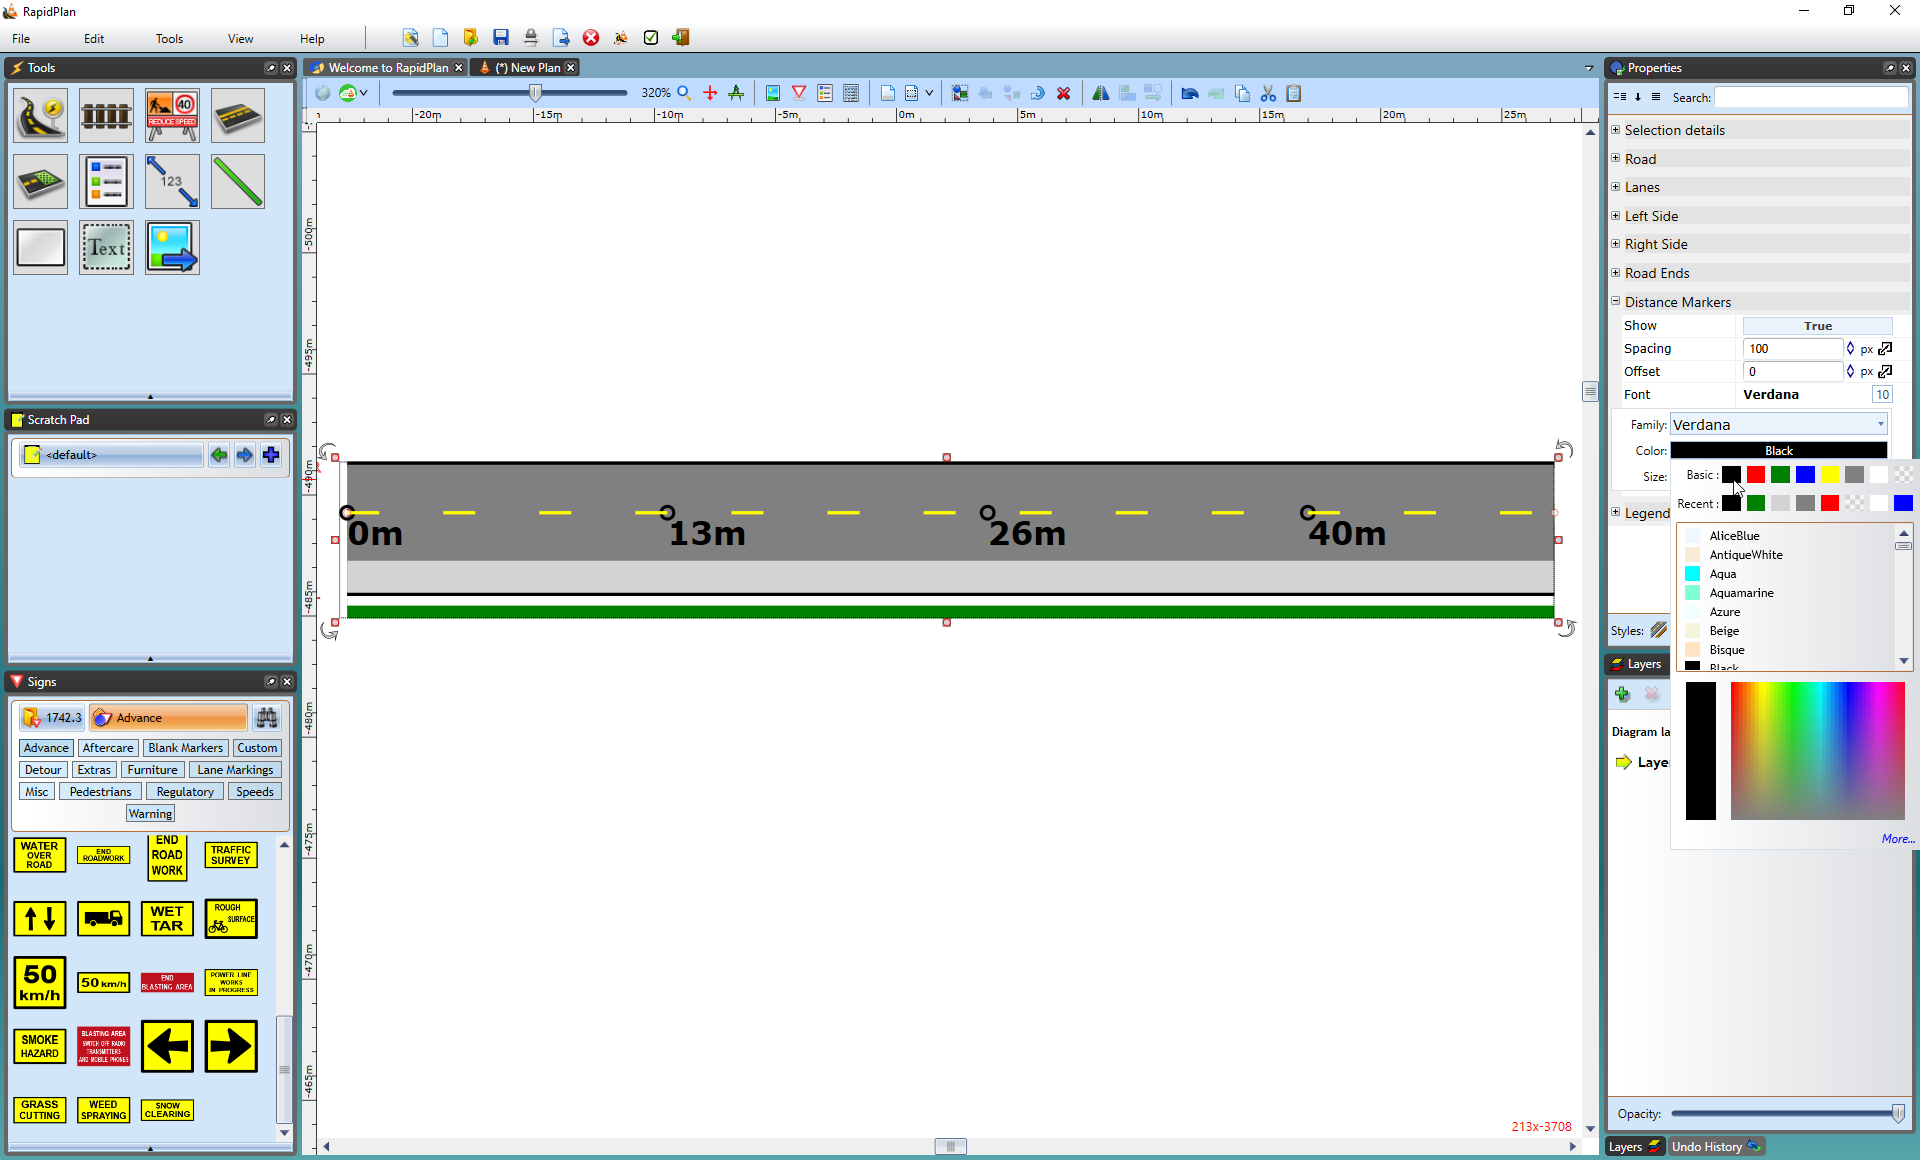 RapidPlan
File Edit Tools View Help
Tools
40
REDUCE SPEED
123
Text
Scratch Pad
<default>
Signs
1742.3 Advance
Advance Aftercare Blank Markers Custom
Detour Extras Furniture Lane Markings
Misc Pedestrians Regulatory Speeds
Warning
WATER OVER ROAD
END ROADWORK
END ROAD WORK
TRAFFIC SURVEY
WET TAR
ROUGH SURFACE
50 km/h
50 km/h
END BLASTING AREA
POWER LINE WORKS IN PROGRESS
SMOKE HAZARD
BLASTING AREA SWITCH OFF RADIO TRANSMITTERS AND MOBILE PHONES
GRASS CUTTING
WEED SPRAYING
SNOW CLEARING
Welcome to RapidPlan (*) New Plan
320%
-20m -15m -10m -5m 0m 5m 10m 15m 20m 25m
-500m
-495m
-490m
-485m
-480m
-475m
-470m
-465m
0m 13m 26m 40m
213x-3708
Properties
Search:
Selection details
Road
Lanes
Left Side
Right Side
Road Ends
Distance Markers
Show True
Spacing 100 px
Offset 0 px
Font Verdana 10
Family: Verdana
Color: Black
Size:
Basic :
Recent :
Legend
AliceBlue
AntiqueWhite
Aqua
Aquamarine
Azure
Beige
Bisque
Black
More...
Styles:
Layers
Diagram la
Laye
Opacity:
Layers Undo History